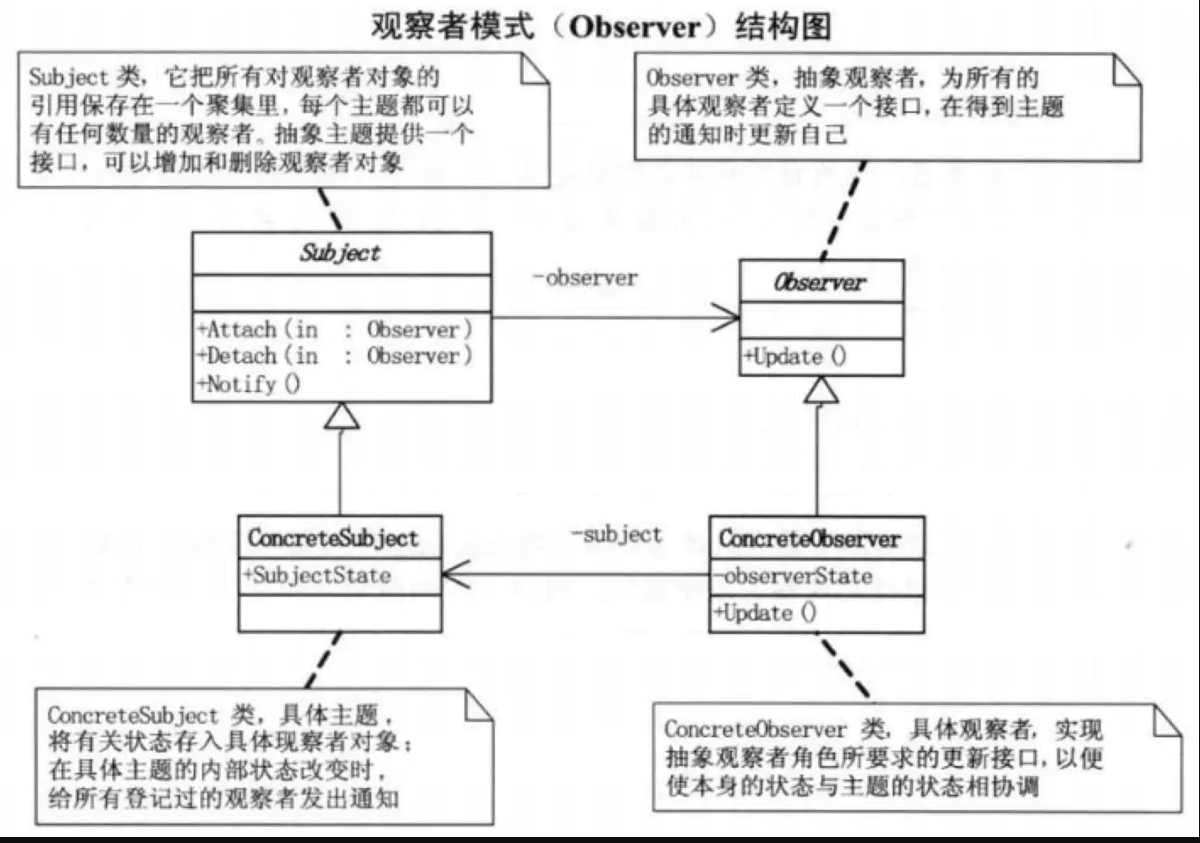 观察者模式（Observer）结构图
Subject 类，它把所有对观察者对象的
引用保存在一个聚集里，每个主题都可以
有任何数量的观察者。抽象主题提供一个
接口，可以增加和删除观察者对象
Observer 类，抽象观察者，为所有的
具体观察者定义一个接口，在得到主题
的通知时更新自己
Subject
+Attach(in : Observer)
+Detach(in : Observer)
+Notify()
-observer
Observer
+Update()
ConcreteSubject
+SubjectState
-subject
ConcreteObserver
-observerState
+Update()
ConcreteSubject 类，具体主题，
将有关状态存入具体现察者对象；
在具体主题的内部状态改变时，
给所有登记过的观察者发出通知
ConcreteObserver 类，具体观察者，实现
抽象观察者角色所要求的更新接口，以便
使本身的状态与主题的状态相协调